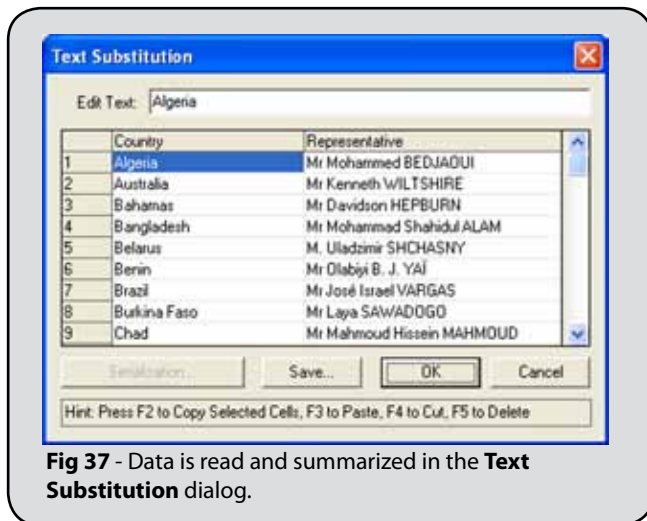 Text Substitution
Edit Text: Algeria
Country Representative
1 Algeria Mr Mohammed BEDJAOUI
2 Australia Mr Kenneth WILTSHIRE
3 Bahamas Mr Davidson HEPBURN
4 Bangladesh Mr Mohammad Shahidul ALAM
5 Belarus M. Uladzimir SHCHASNY
6 Benin Mr Olabiyi B. J. YAÏ
7 Brazil Mr José Israel VARGAS
8 Burkina Faso Mr Laya SAWADOGO
9 Chad Mr Mahmoud Hissein MAHMOUD
Serialization... Save... OK Cancel
Hint: Press F2 to Copy Selected Cells, F3 to Paste, F4 to Cut, F5 to Delete
Fig 37 - Data is read and summarized in the Text
Substitution dialog.